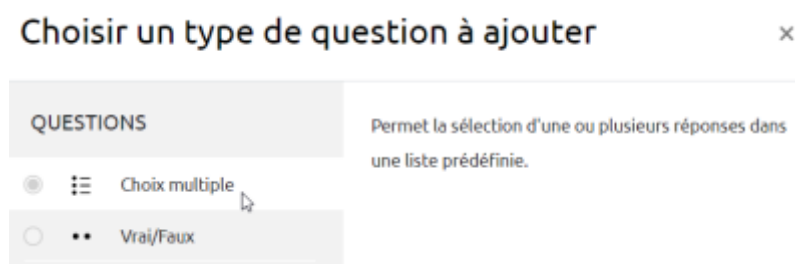 Choisir un type de question à ajouter
QUESTIONS
Choix multiple
Vrai/Faux
Permet la sélection d'une ou plusieurs réponses dans
une liste prédéfinie.